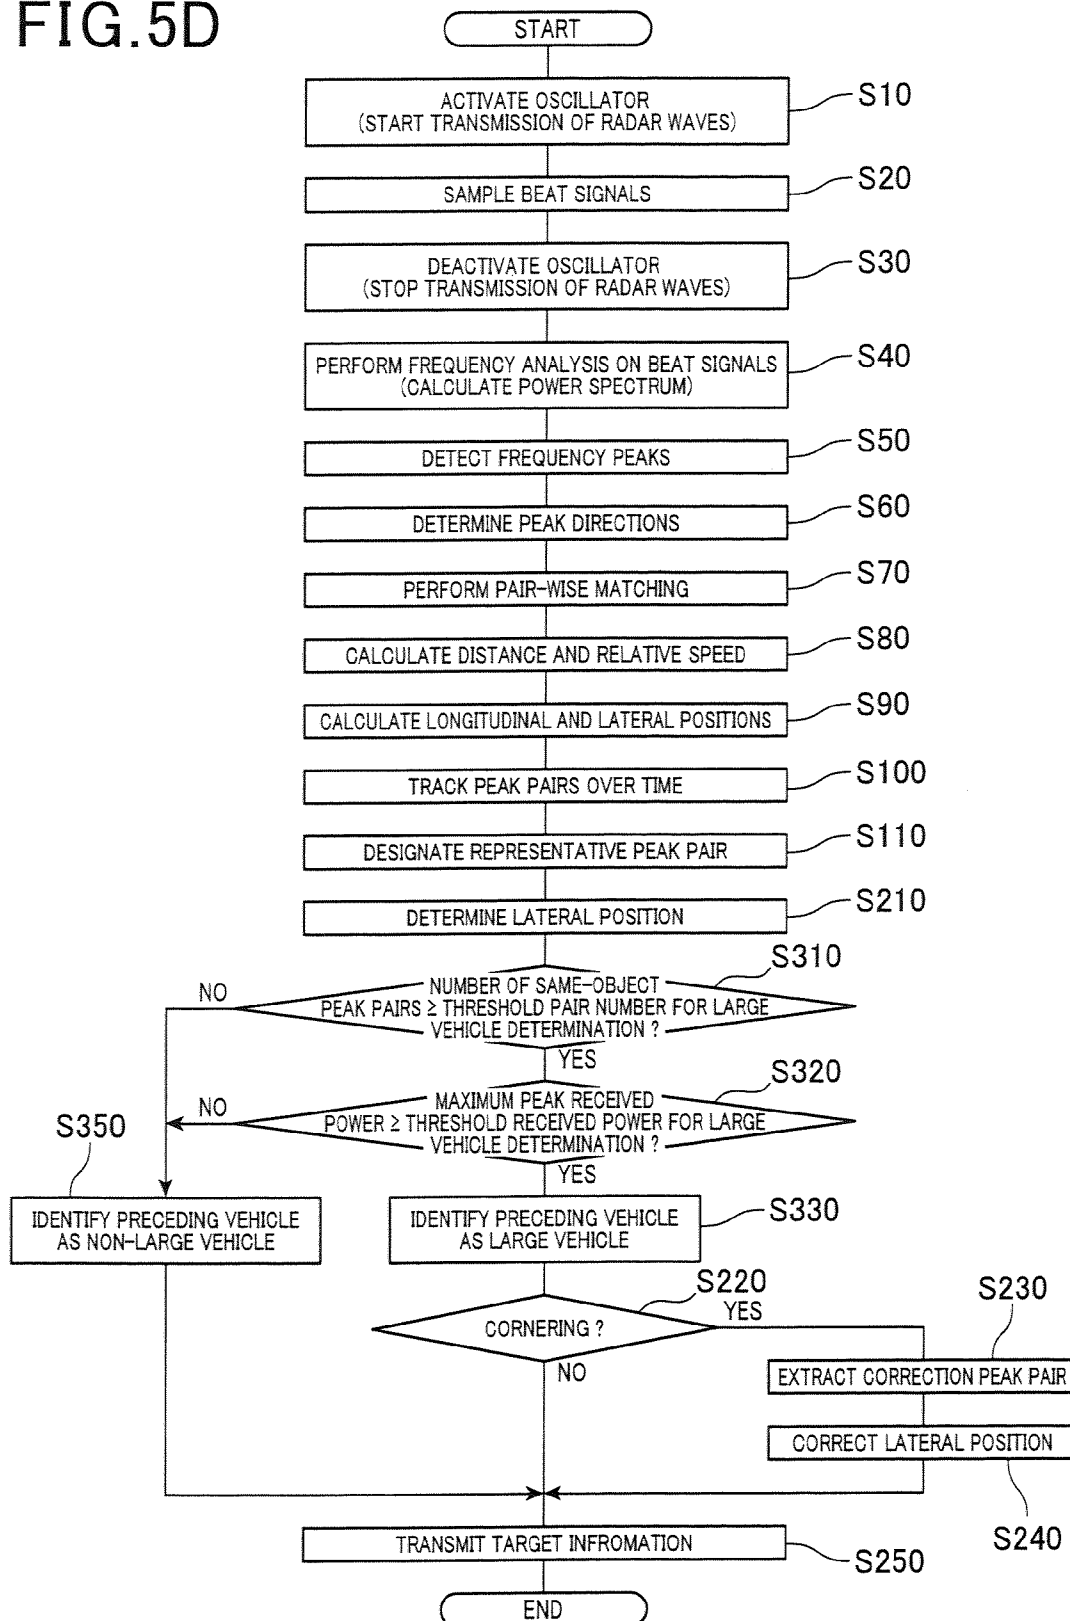 FIG.5D
START
ACTIVATE OSCILLATOR
(START TRANSMISSION OF RADAR WAVES)
S10
SAMPLE BEAT SIGNALS
S20
DEACTIVATE OSCILLATOR
(STOP TRANSMISSION OF RADAR WAVES)
S30
PERFORM FREQUENCY ANALYSIS ON BEAT SIGNALS
(CALCULATE POWER SPECTRUM)
S40
DETECT FREQUENCY PEAKS
S50
DETERMINE PEAK DIRECTIONS
S60
PERFORM PAIR-WISE MATCHING
S70
CALCULATE DISTANCE AND RELATIVE SPEED
S80
CALCULATE LONGITUDINAL AND LATERAL POSITIONS
S90
TRACK PEAK PAIRS OVER TIME
S100
DESIGNATE REPRESENTATIVE PEAK PAIR
S110
DETERMINE LATERAL POSITION
S210
NUMBER OF SAME-OBJECT
PEAK PAIRS ≥ THRESHOLD PAIR NUMBER FOR LARGE
VEHICLE DETERMINATION ?
S310
NO
YES
MAXIMUM PEAK RECEIVED
POWER ≥ THRESHOLD RECEIVED POWER FOR LARGE
VEHICLE DETERMINATION ?
S320
NO
YES
S350
IDENTIFY PRECEDING VEHICLE
AS NON-LARGE VEHICLE
IDENTIFY PRECEDING VEHICLE
AS LARGE VEHICLE
S330
CORNERING ?
S220
YES
NO
S230
EXTRACT CORRECTION PEAK PAIR
CORRECT LATERAL POSITION
S240
TRANSMIT TARGET INFROMATION
S250
END